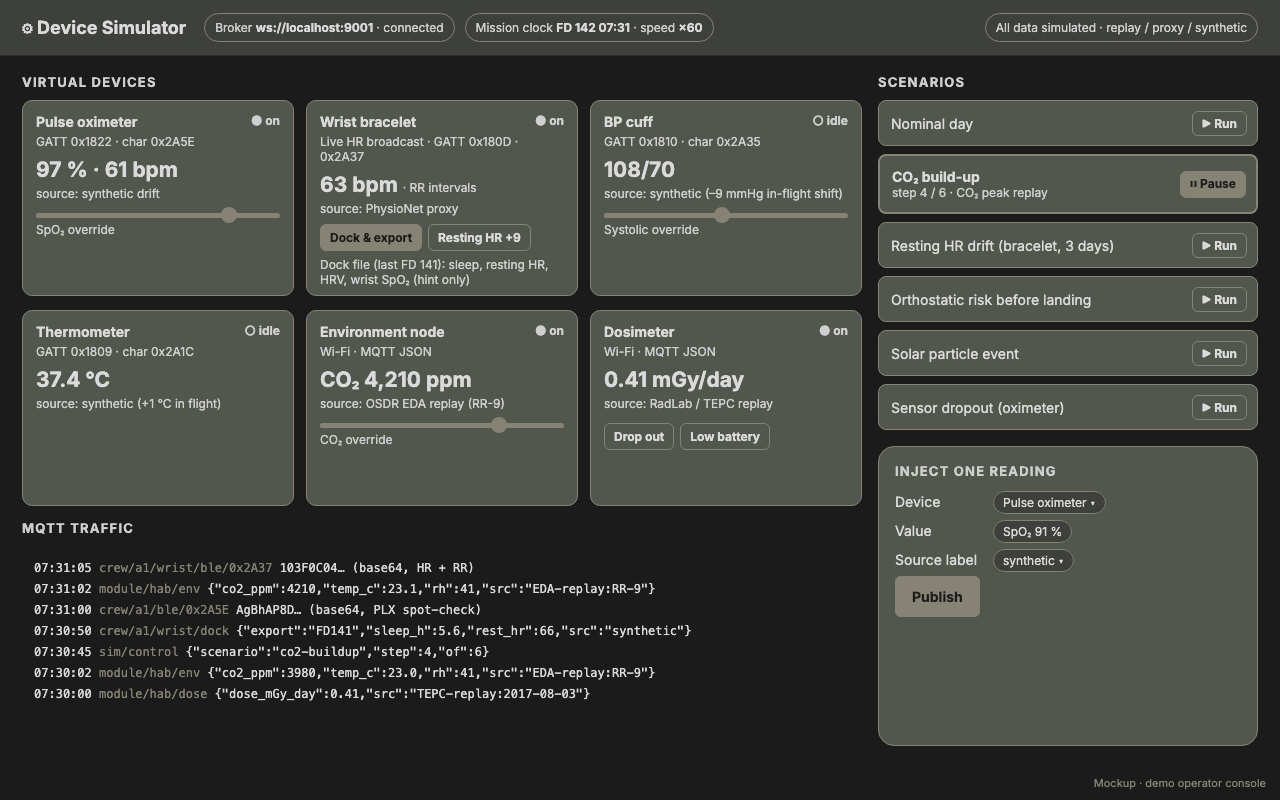 ⚙ Device Simulator
Broker ws://localhost:9001 · connected
Mission clock FD 142 07:31 · speed ×60
All data simulated · replay / proxy / synthetic
VIRTUAL DEVICES
Pulse oximeter
on
GATT 0x1822 · char 0x2A5E
97 % · 61 bpm
source: synthetic drift
SpO₂ override
Wrist bracelet
on
Live HR broadcast · GATT 0x180D ·
0x2A37
63 bpm · RR intervals
source: PhysioNet proxy
Dock & export
Resting HR +9
Dock file (last FD 141): sleep, resting HR,
HRV, wrist SpO₂ (hint only)
BP cuff
idle
GATT 0x1810 · char 0x2A35
108/70
source: synthetic (−9 mmHg in-flight shift)
Systolic override
Thermometer
idle
GATT 0x1809 · char 0x2A1C
37.4 °C
source: synthetic (+1 °C in flight)
Environment node
on
Wi-Fi · MQTT JSON
CO₂ 4,210 ppm
source: OSDR EDA replay (RR-9)
CO₂ override
Dosimeter
on
Wi-Fi · MQTT JSON
0.41 mGy/day
source: RadLab / TEPC replay
Drop out
Low battery
MQTT TRAFFIC
07:31:05 crew/a1/wrist/ble/0x2A37 103F0C04… (base64, HR + RR)
07:31:02 module/hab/env {"co2_ppm":4210,"temp_c":23.1,"rh":41,"src":"EDA-replay:RR-9"}
07:31:00 crew/a1/ble/0x2A5E AgBhAP8D… (base64, PLX spot-check)
07:30:50 crew/a1/wrist/dock {"export":"FD141","sleep_h":5.6,"rest_hr":66,"src":"synthetic"}
07:30:45 sim/control {"scenario":"co2-buildup","step":4,"of":6}
07:30:02 module/hab/env {"co2_ppm":3980,"temp_c":23.0,"rh":41,"src":"EDA-replay:RR-9"}
07:30:00 module/hab/dose {"dose_mGy_day":0.41,"src":"TEPC-replay:2017-08-03"}
SCENARIOS
Nominal day
▶ Run
CO₂ build-up
step 4 / 6 · CO₂ peak replay
⏸ Pause
Resting HR drift (bracelet, 3 days)
▶ Run
Orthostatic risk before landing
▶ Run
Solar particle event
▶ Run
Sensor dropout (oximeter)
▶ Run
INJECT ONE READING
Device
Pulse oximeter ▾
Value
SpO₂ 91 %
Source label
synthetic ▾
Publish
Mockup · demo operator console